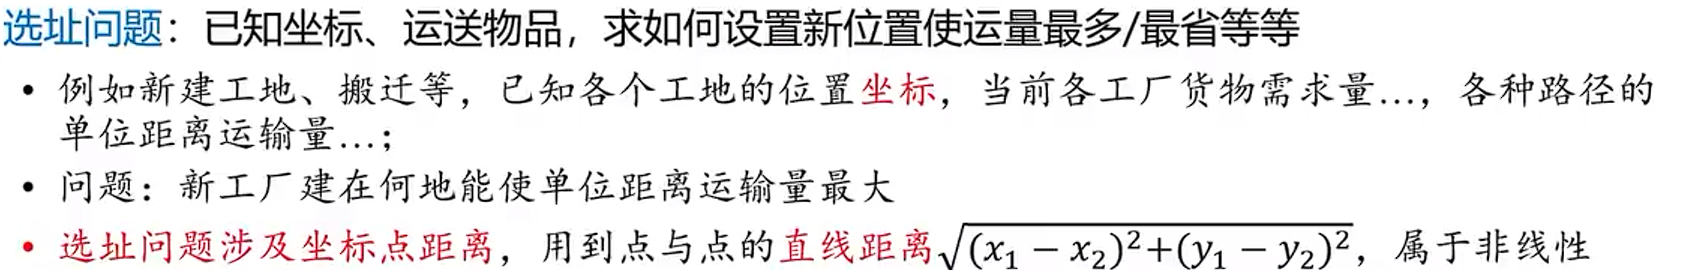 选址问题：已知坐标、运送物品，求如何设置新位置使运量最多/最省等等
• 例如新建工地、搬迁等，已知各个工地的位置坐标，当前各工厂货物需求量…，各种路径的
单位距离运输量…；
• 问题：新工厂建在何地能使单位距离运输量最大
• 选址问题涉及坐标点距离，用到点与点的直线距离√(x₁ − x₂)²+(y₁ − y₂)²，属于非线性